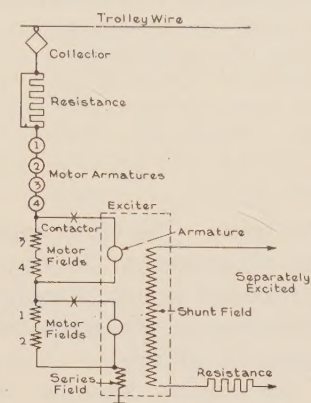 Trolley Wire
Collector
Resistance
1
2
3
4
Motor Armatures
Exciter
Contactor
Armature
3
4
Motor
Fields
Separately
Excited
1
2
Motor
Fields
Shunt Field
Series
Field
Resistance